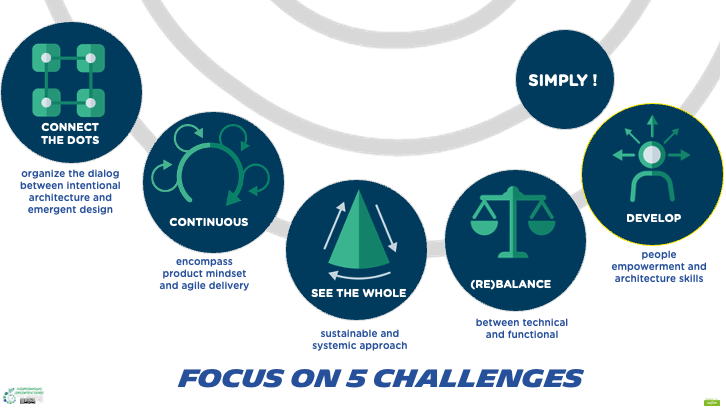 CONNECT
THE DOTS
organize the dialog
between intentional
architecture and
emergent design
CONTINUOUS
encompass
product mindset
and agile delivery
SEE THE WHOLE
sustainable and
systemic approach
(RE)BALANCE
between technical
and functional
SIMPLY !
DEVELOP
people
empowerment and
architecture skills
FOCUS ON 5 CHALLENGES